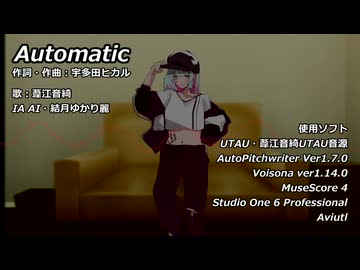 Automatic
作詞・作曲：宇多田ヒカル
歌：蕗江音綺
IA AI・結月ゆかり麗
使用ソフト
UTAU・蕗江音綺UTAU音源
AutoPitchwriter Ver1.7.0
Voisona ver1.14.0
MuseScore 4
Studio One 6 Professional
Aviutl